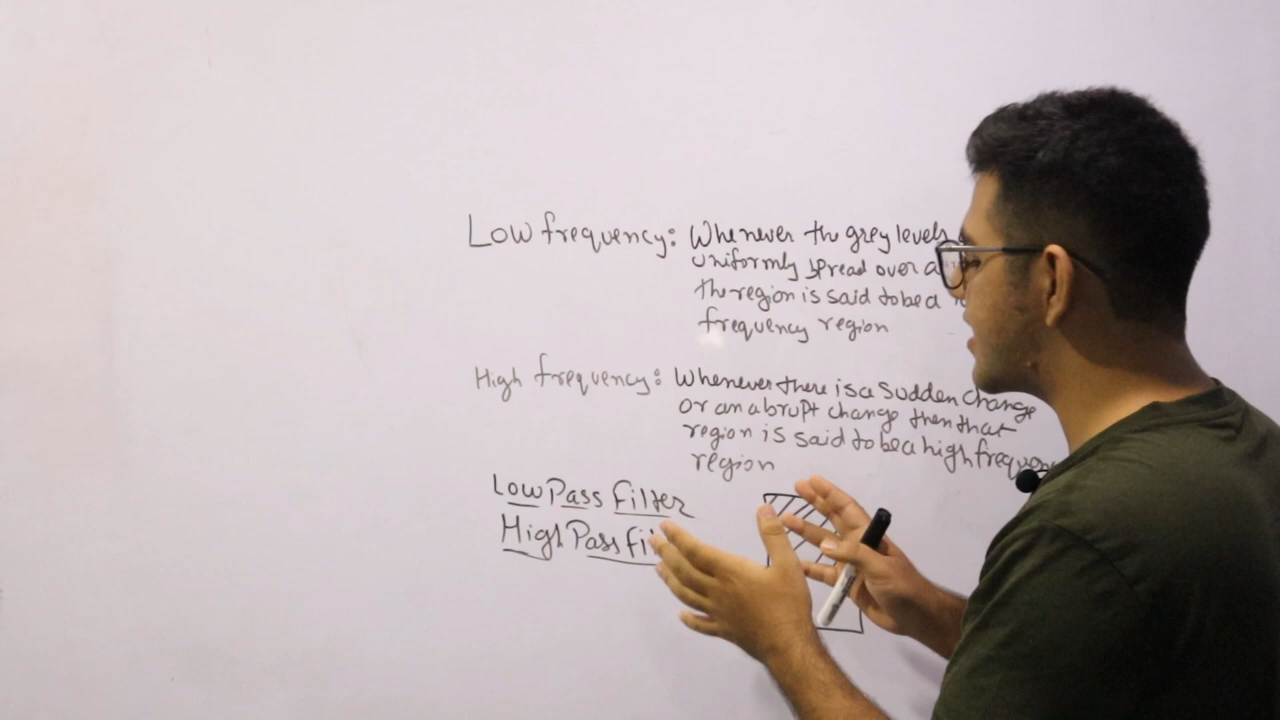 Low frequency: Whenever the grey levels
uniformly spread over a
the region is said to be a
frequency region
High frequency: Whenever there is a sudden change
or an abrupt change then that
region is said to be a high frequen
region
Low Pass Filter
High Pass Fil